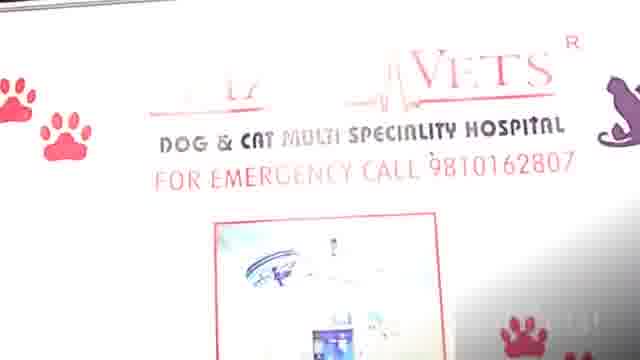 VETS R
DOG & CAT MULTI SPECIALITY HOSPITAL
FOR EMERGENCY CALL 9810162807